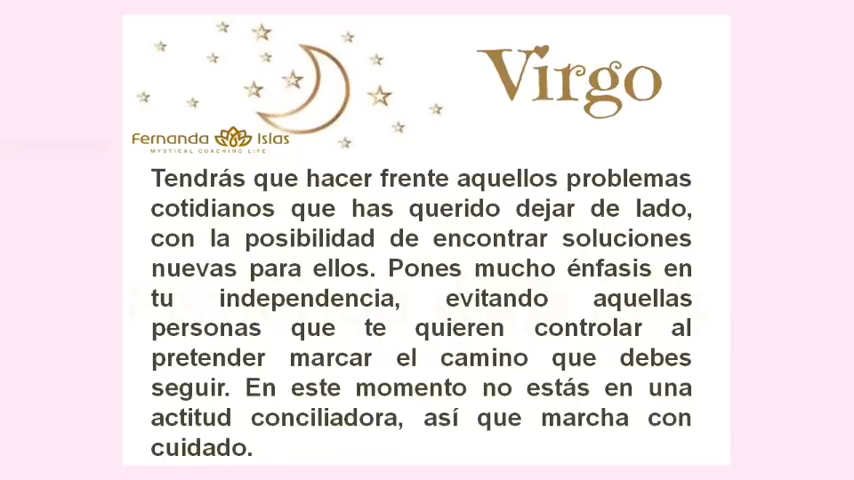 Virgo
Fernanda Islas
MYSTICAL COACHING LIFE
Tendrás que hacer frente aquellos problemas
cotidianos que has querido dejar de lado,
con la posibilidad de encontrar soluciones
nuevas para ellos. Pones mucho énfasis en
tu independencia, evitando aquellas
personas que te quieren controlar al
pretender marcar el camino que debes
seguir. En este momento no estás en una
actitud conciliadora, así que marcha con
cuidado.